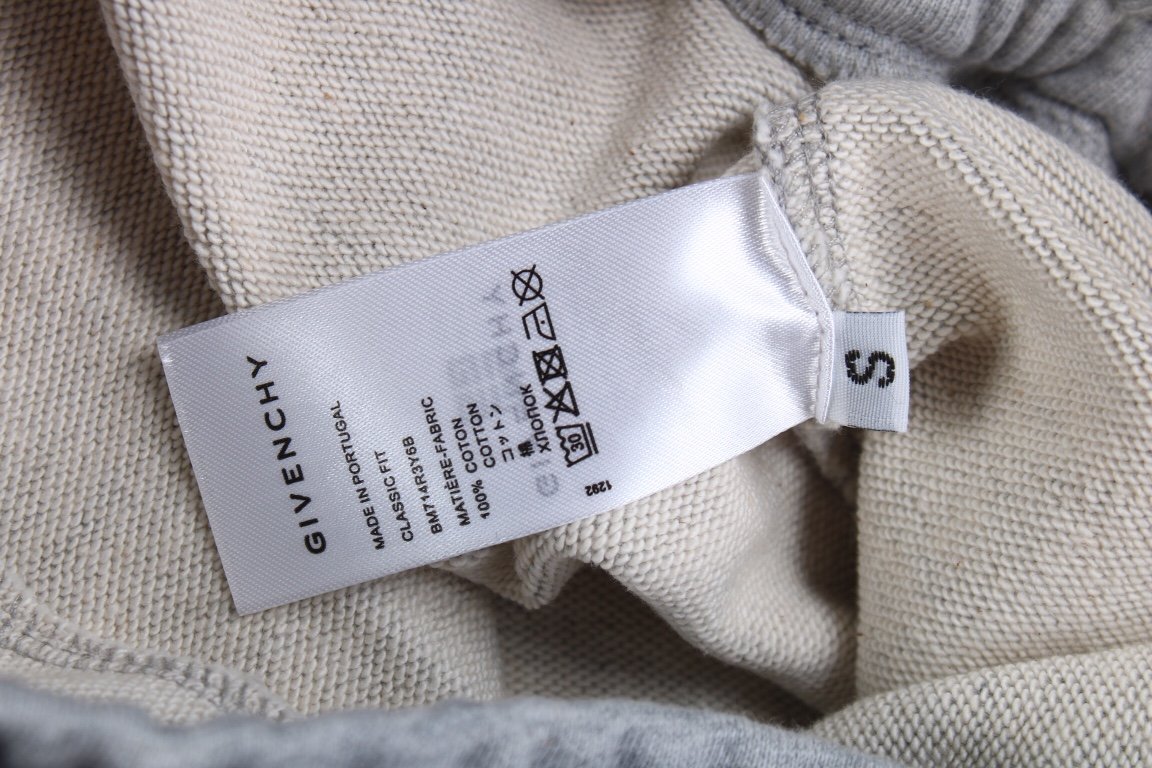 GIVENCHY
MADE IN PORTUGAL
CLASSIC FIT
BM714R3Y6B
MATIÈRE-FABRIC
100% COTON
COTTON
コットン
棉
ХЛОПОК
30
1292
S